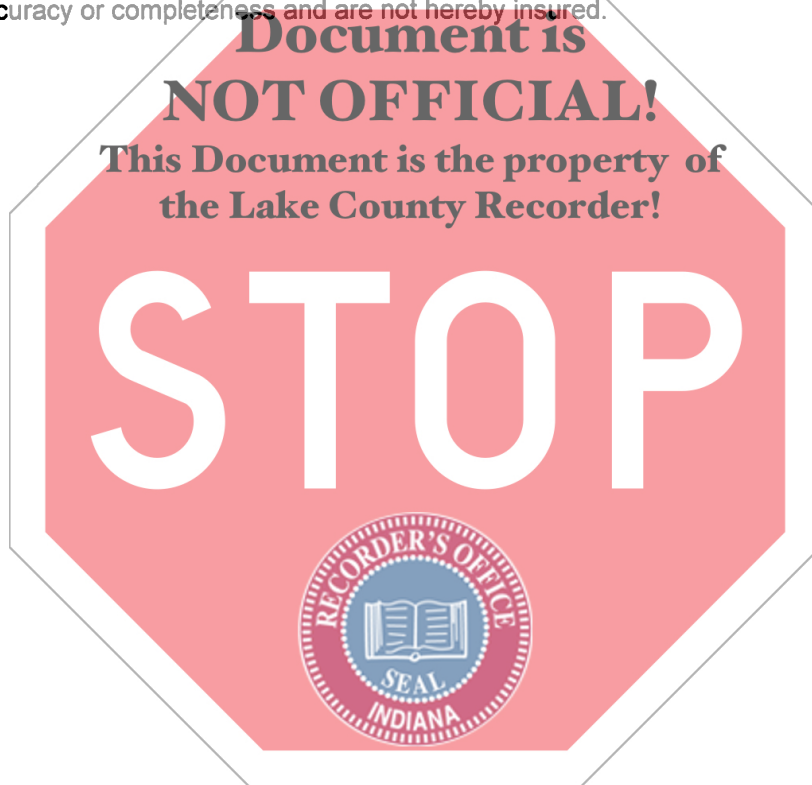 curacy or completeness and are not hereby insured.
Document is
NOT OFFICIAL!
This Document is the property of
the Lake County Recorder!
STOP
RECORDER'S OFFICE
SEAL
INDIANA